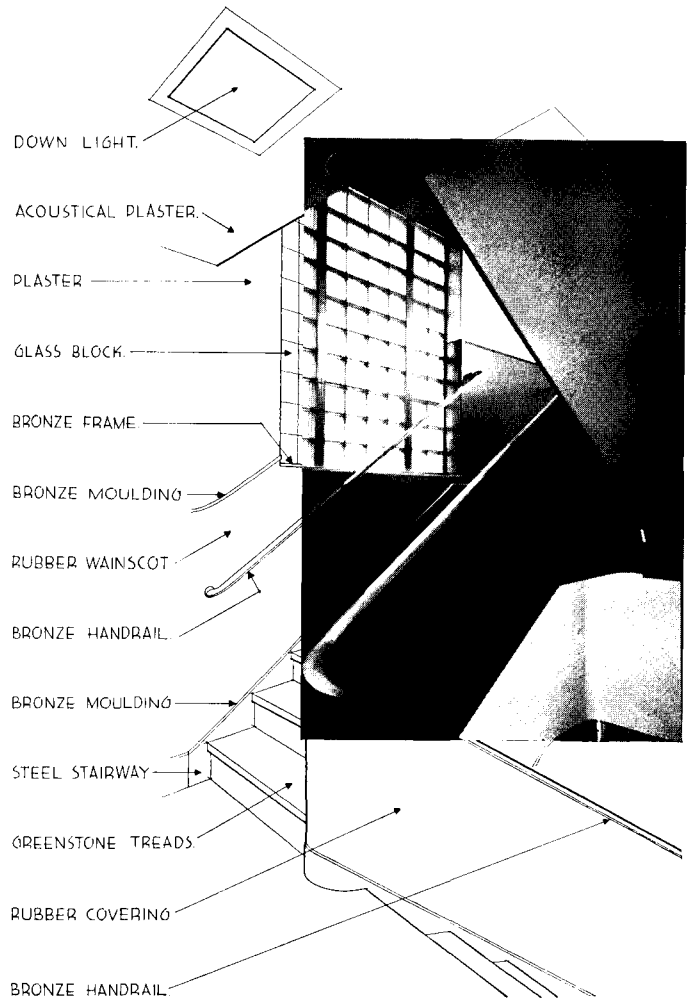 DOWN LIGHT.
ACOUSTICAL PLASTER.
PLASTER
GLASS BLOCK.
BRONZE FRAME
BRONZE MOULDING
RUBBER WAINSCOT
BRONZE HANDRAIL.
BRONZE MOULDING
STEEL STAIRWAY
GREENSTONE TREADS.
RUBBER COVERING
BRONZE HANDRAIL.